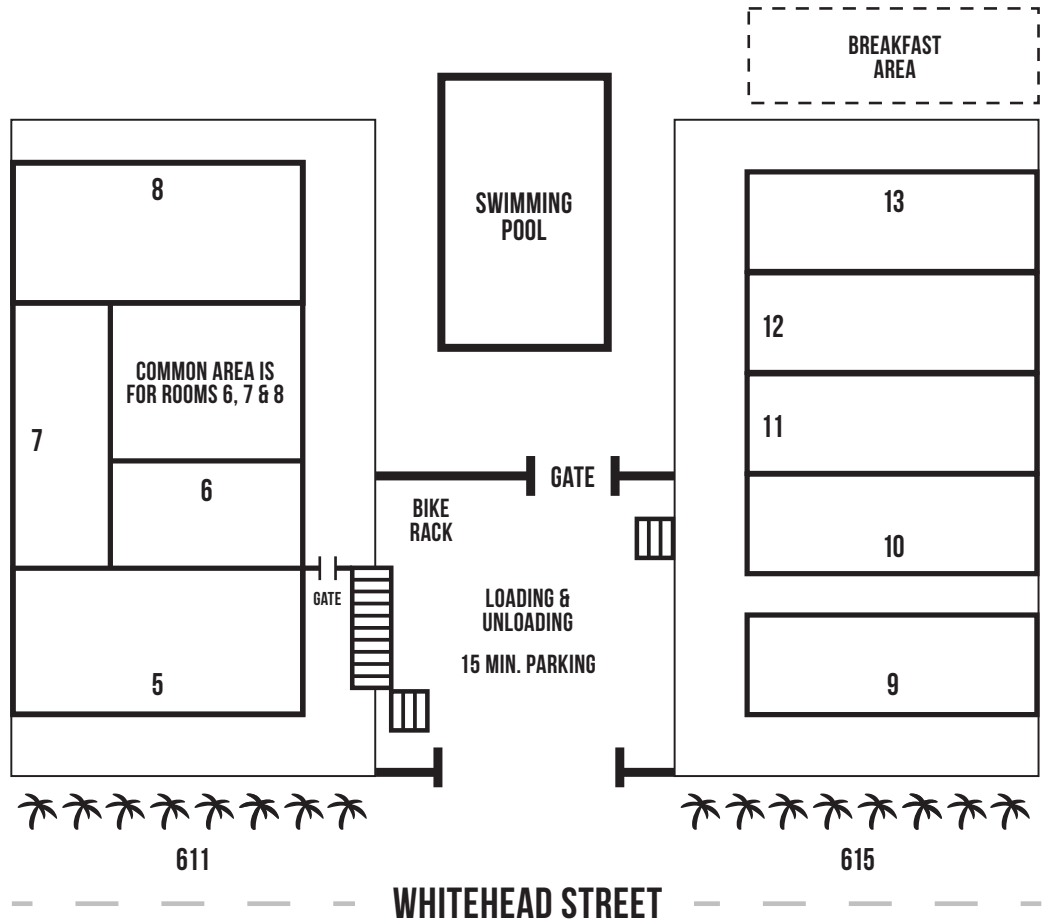 BREAKFAST
AREA
8
SWIMMING
POOL
13
12
COMMON AREA IS
FOR ROOMS 6, 7 & 8
7
11
6
GATE
BIKE
RACK
10
GATE
LOADING &
UNLOADING
15 MIN. PARKING
5
9
611
615
WHITEHEAD STREET